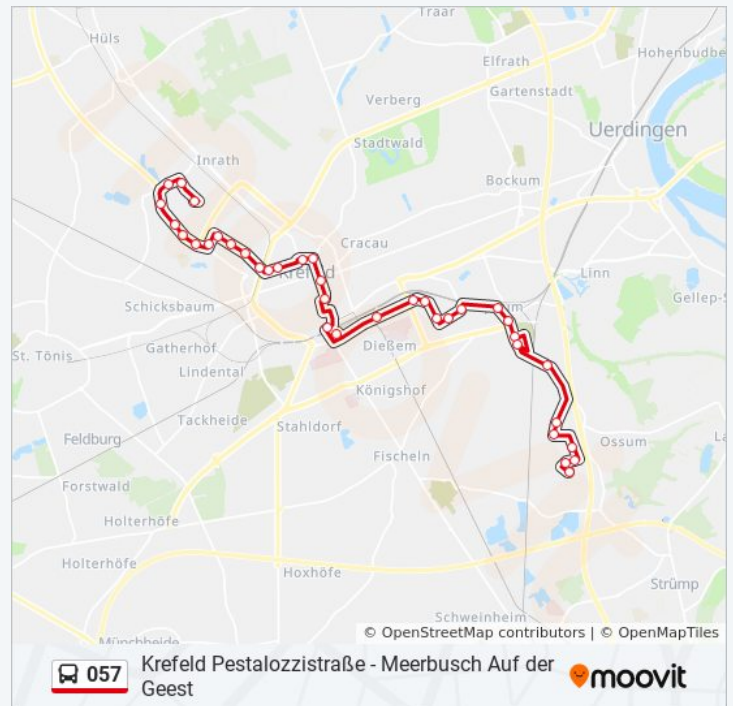 Traar
Hüls
Hohenbudbe
Elfrath
Gartenstadt
Verberg
Uerdingen
Stadtwald
Inrath
Bockum
Cracau
Linn
Krefeld
Gellep-S
Schicksbaum
Gatherhof
Dießem
St. Tönis
Lindental
Königshof
Tackheide
Stahldorf
Ossum
Feldburg
Fischeln
Forstwald
Holterhöfe
Holterhöfe
Hoxhöfe
Strümp
Schweinheim
Münchheide
© OpenStreetMap contributors | © OpenMapTiles
057 Krefeld Pestalozzistraße - Meerbusch Auf der
Geest
moovit